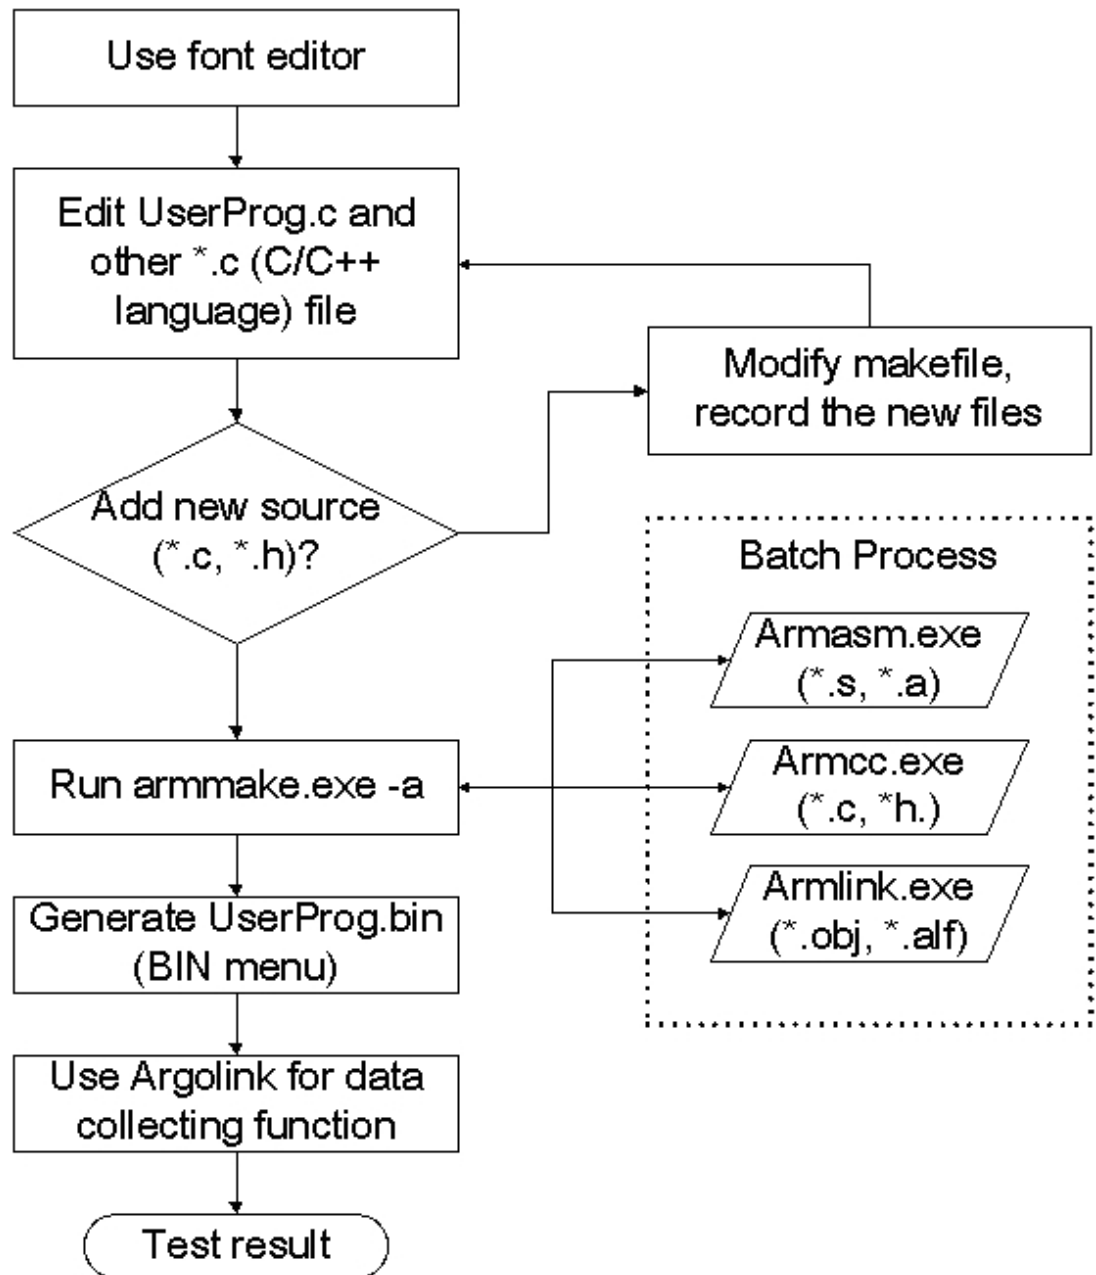 Use font editor
Edit UserProg.c and
other *.c (C/C++
language) file
Modify makefile,
record the new files
Add new source
(*.c, *.h)?
Batch Process
Armasm.exe
(*.s, *.a)
Run armmake.exe -a
Armcc.exe
(*.c, *h.)
Armlink.exe
(*.obj, *.alf)
Generate UserProg.bin
(BIN menu)
Use Argolink for data
collecting function
Test result